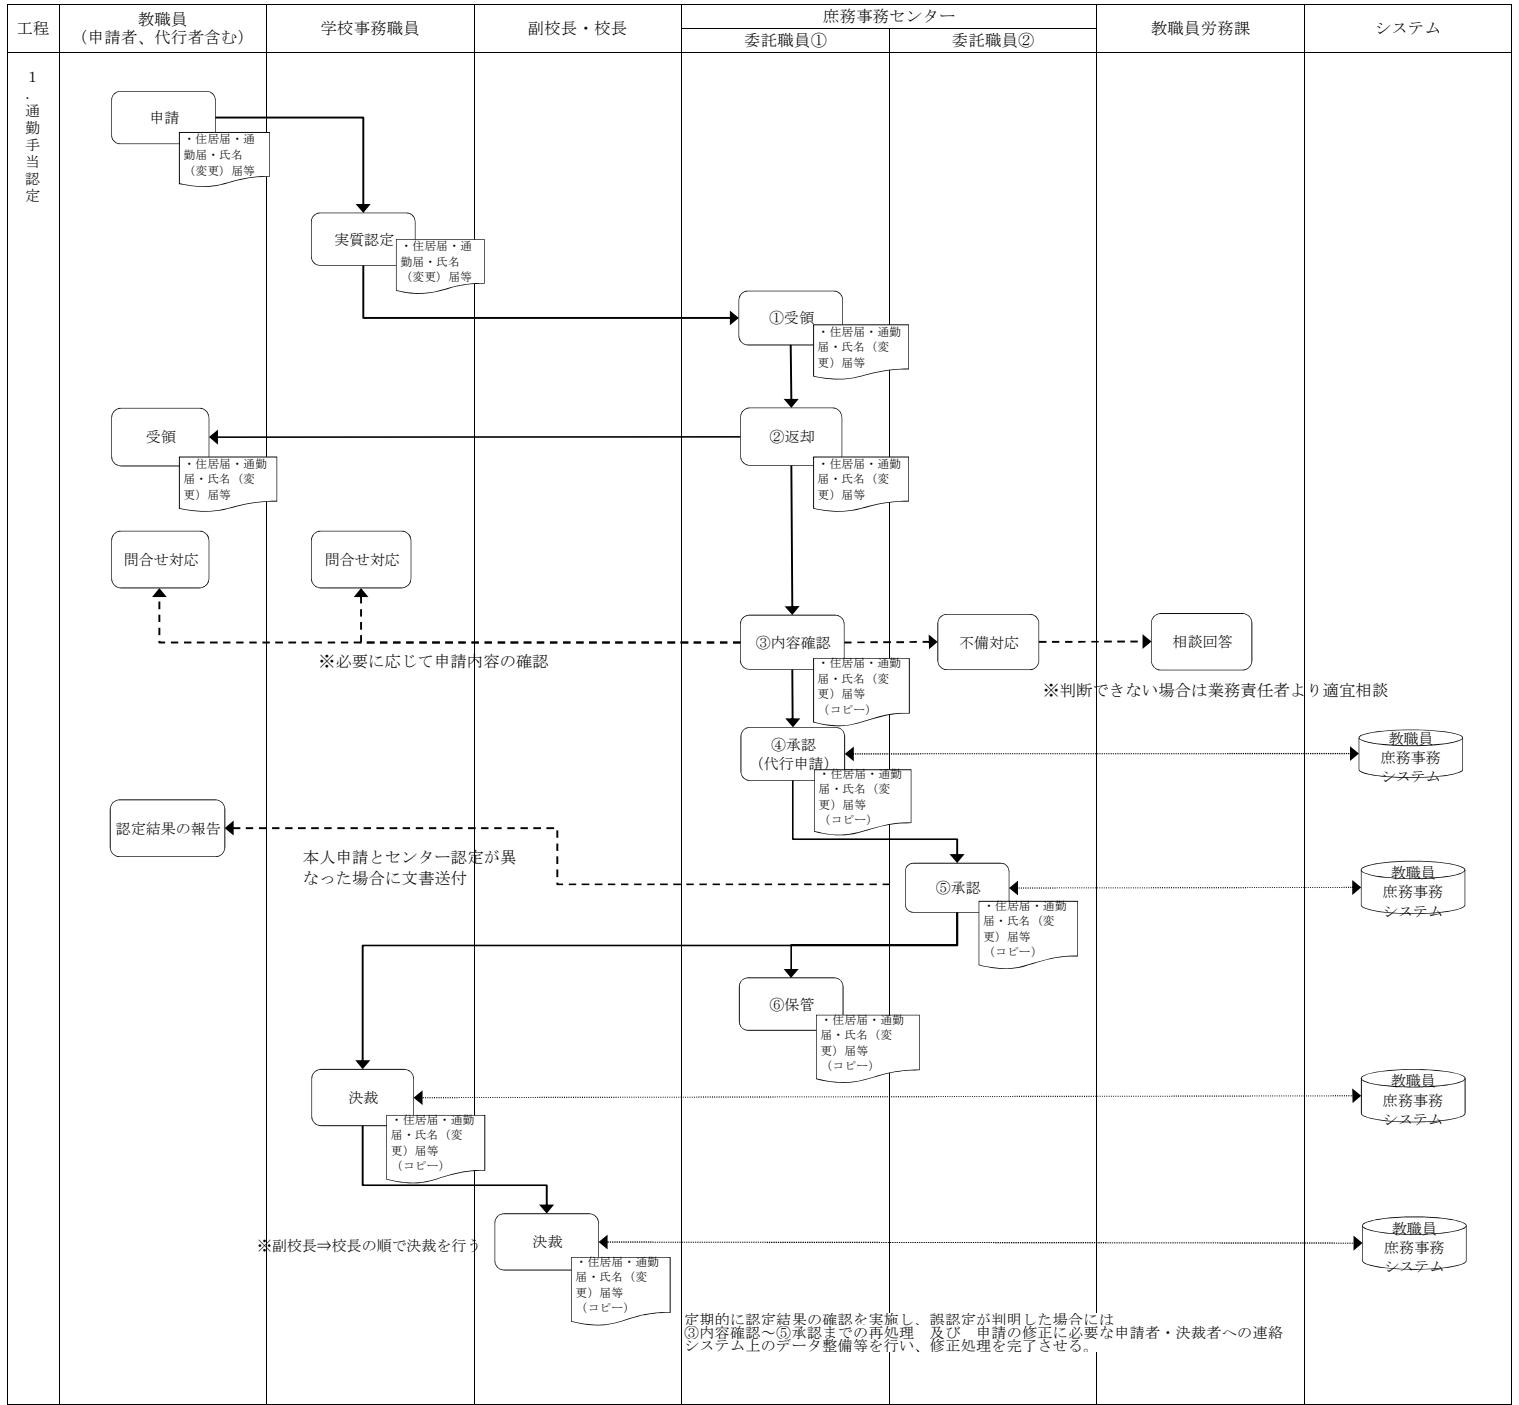 工程
教職員
（申請者、代行者含む）
学校事務職員
副校長・校長
庶務事務センター
委託職員①
委託職員②
教職員労務課
システム
1．通勤手当認定
申請
・住居届・通
勤届・氏名
（変更）届等
実質認定
・住居届・通
勤届・氏名
（変更）届等
①受領
・住居届・通勤
届・氏名（変
更）届等
受領
・住居届・通勤
届・氏名（変
更）届等
②返却
・住居届・通勤
届・氏名（変
更）届等
問合せ対応
問合せ対応
※必要に応じて申請内容の確認
③内容確認
・住居届・通勤
届・氏名（変
更）届等
（コピー）
不備対応
相談回答
※判断できない場合は業務責任者より適宜相談
④承認
（代行申請）
・住居届・通勤
届・氏名（変
更）届等
（コピー）
教職員
庶務事務
システム
認定結果の報告
本人申請とセンター認定が異
なった場合に文書送付
⑤承認
・住居届・通勤
届・氏名（変
更）届等
（コピー）
教職員
庶務事務
システム
⑥保管
・住居届・通勤
届・氏名（変
更）届等
（コピー）
決裁
・住居届・通勤
届・氏名（変
更）届等
（コピー）
教職員
庶務事務
システム
※副校長⇒校長の順で決裁を行う
決裁
・住居届・通勤
届・氏名（変
更）届等
（コピー）
教職員
庶務事務
システム
定期的に認定結果の確認を実施し、誤認定が判明した場合には
③内容確認～⑤承認までの再処理　及び　申請の修正に必要な申請者・決裁者への連絡
システム上のデータ整備等を行い、修正処理を完了させる。